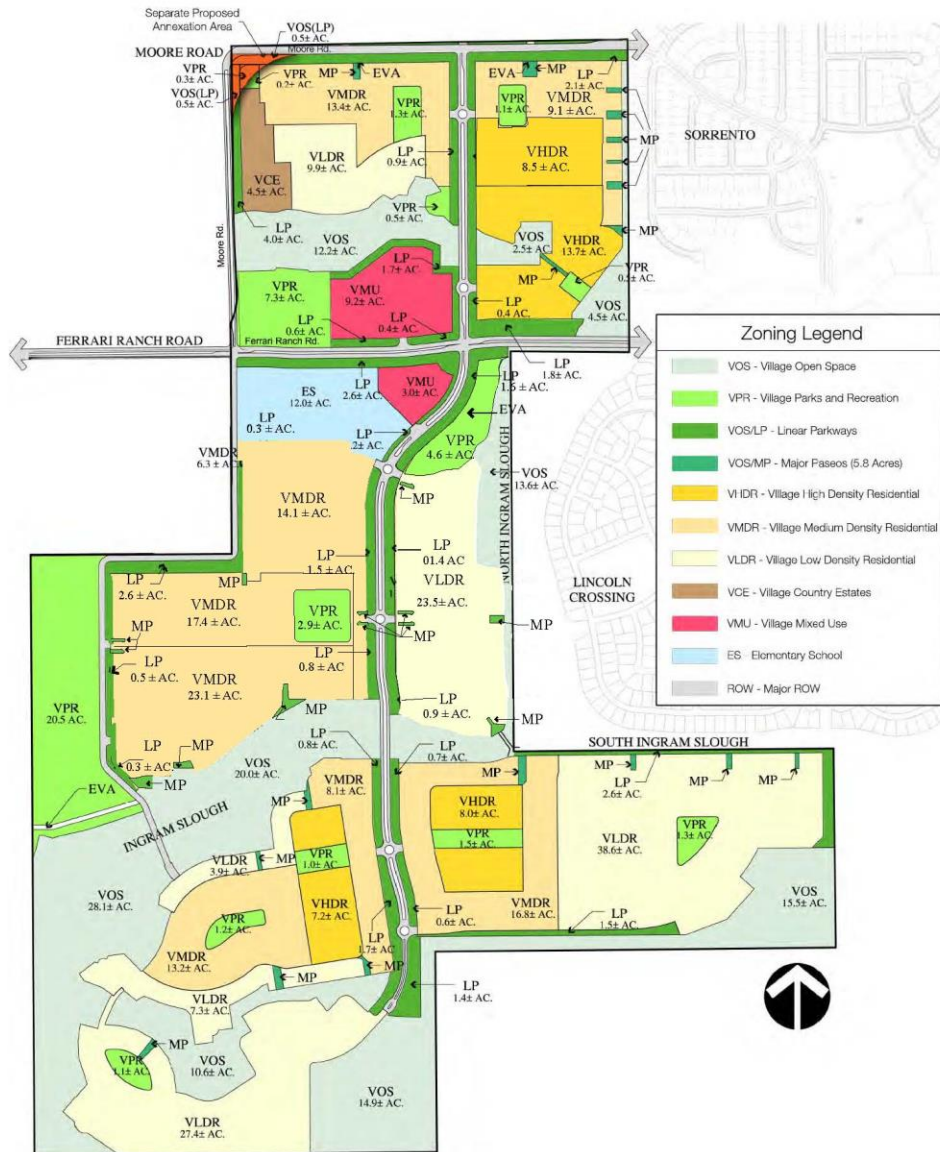 Separate Proposed
Annexation Area
VOS(LP)
0.5± AC.
MOORE ROAD
Moore Rd.
VPR
0.3± AC.
VPR
0.2± AC.
VOS(LP)
0.5± AC.
MP
EVA
VMDR
13.4± AC.
VPR
1.3± AC.
EVA
MP
LP
2.1± AC.
VPR
1.1± AC.
VMDR
9.1± AC.
MP
SORRENTO
VLDR
9.9± AC.
LP
0.9± AC.
VHDR
8.5± AC.
VCE
4.5± AC.
VPR
0.5± AC.
LP
4.0± AC.
Moore Rd.
VOS
12.2± AC.
VOS
2.5± AC.
VHDR
13.7± AC.
MP
MP
VPR
0.5± AC.
LP
1.7± AC.
VPR
7.3± AC.
VMU
9.2± AC.
LP
0.4± AC.
VOS
4.5± AC.
LP
0.6± AC.
LP
0.4± AC.
FERRARI RANCH ROAD
Ferrari Ranch Rd.
LP
1.8± AC.
LP
1.6 ± AC.
ES
12.0± AC.
LP
2.6± AC.
VMU
3.0± AC.
EVA
LP
0.3 ± AC.
LP
.2± AC.
VPR
4.6 ± AC.
VMDR
6.3± AC.
VOS
13.6± AC.
NORTH INGRAM SLOUGH
VMDR
14.1 ± AC.
MP
LP
1.5± AC.
LP
01.4 AC
LP
2.6 ± AC.
MP
VMDR
17.4 ± AC.
VPR
2.9± AC.
VLDR
23.5± AC.
LINCOLN
CROSSING
MP
MP
MP
LP
0.5 ± AC.
LP
0.8 ± AC
VMDR
23.1 ± AC.
VPR
20.5 AC.
MP
LP
0.9 ± AC.
MP
LP
0.3 ± AC.
MP
VOS
20.0± AC.
LP
0.8± AC.
LP
0.7± AC.
SOUTH INGRAM SLOUGH
EVA
INGRAM SLOUGH
VMDR
8.1± AC.
MP
MP
MP
LP
2.6± AC.
MP
MP
VHDR
8.0± AC.
VPR
1.5± AC.
VPR
1.3± AC.
VLDR
38.6± AC.
VLDR
3.9± AC.
MP
VPR
1.0± AC.
VOS
28.1± AC.
VHDR
7.2± AC.
VOS
15.5± AC.
VPR
1.2± AC.
LP
0.6± AC.
VMDR
16.8± AC.
LP
1.5± AC.
VMDR
13.2± AC.
LP
1.7± AC
MP
MP
VLDR
7.3± AC.
LP
1.4± AC.
MP
VPR
1.1± AC.
VOS
10.6± AC.
VOS
14.9± AC.
VLDR
27.4± AC.
Zoning Legend
VOS - Village Open Space
VPR - Village Parks and Recreation
VOS/LP - Linear Parkways
VOS/MP - Major Paseos (5.8 Acres)
VHDR - Village High Density Residential
VMDR - Village Medium Density Residential
VLDR - Village Low Density Residential
VCE - Village Country Estates
VMU - Village Mixed Use
ES - Elementary School
ROW - Major ROW